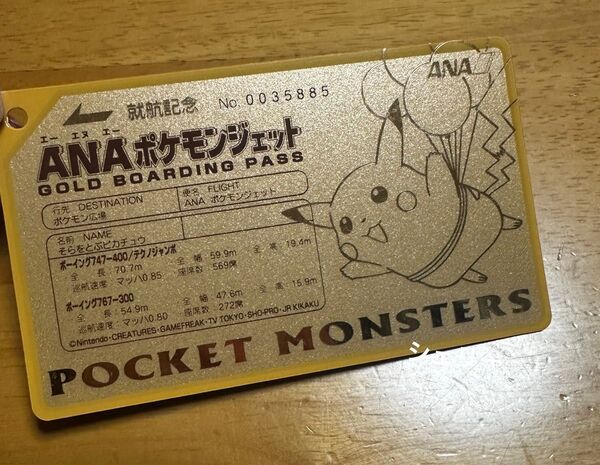 就航記念 No. 0035885
ANA
エー エヌ エー
ANAポケモンジェット
GOLD BOARDING PASS
行先 DESTINATION
ポケモン広場
便名 FLIGHT
ANA ポケモンジェット
名前 NAME
そらをとぶピカチュウ
ボーイング747-400/テクノジャンボ
全 長:70.7m 全 幅 59.9m 全 高:19.4m
巡航速度:マッハ0.85 座席数:569席
ボーイング767-300
全 長:54.9m 全 幅:47.6m 全 高:15.9m
巡航速度:マッハ0.80 座席数:272席
©Nintendo・CREATURES・GAMEFREAK・TV TOKYO・SHO-PRO・JR KIKAKU
POCKET MONSTERS